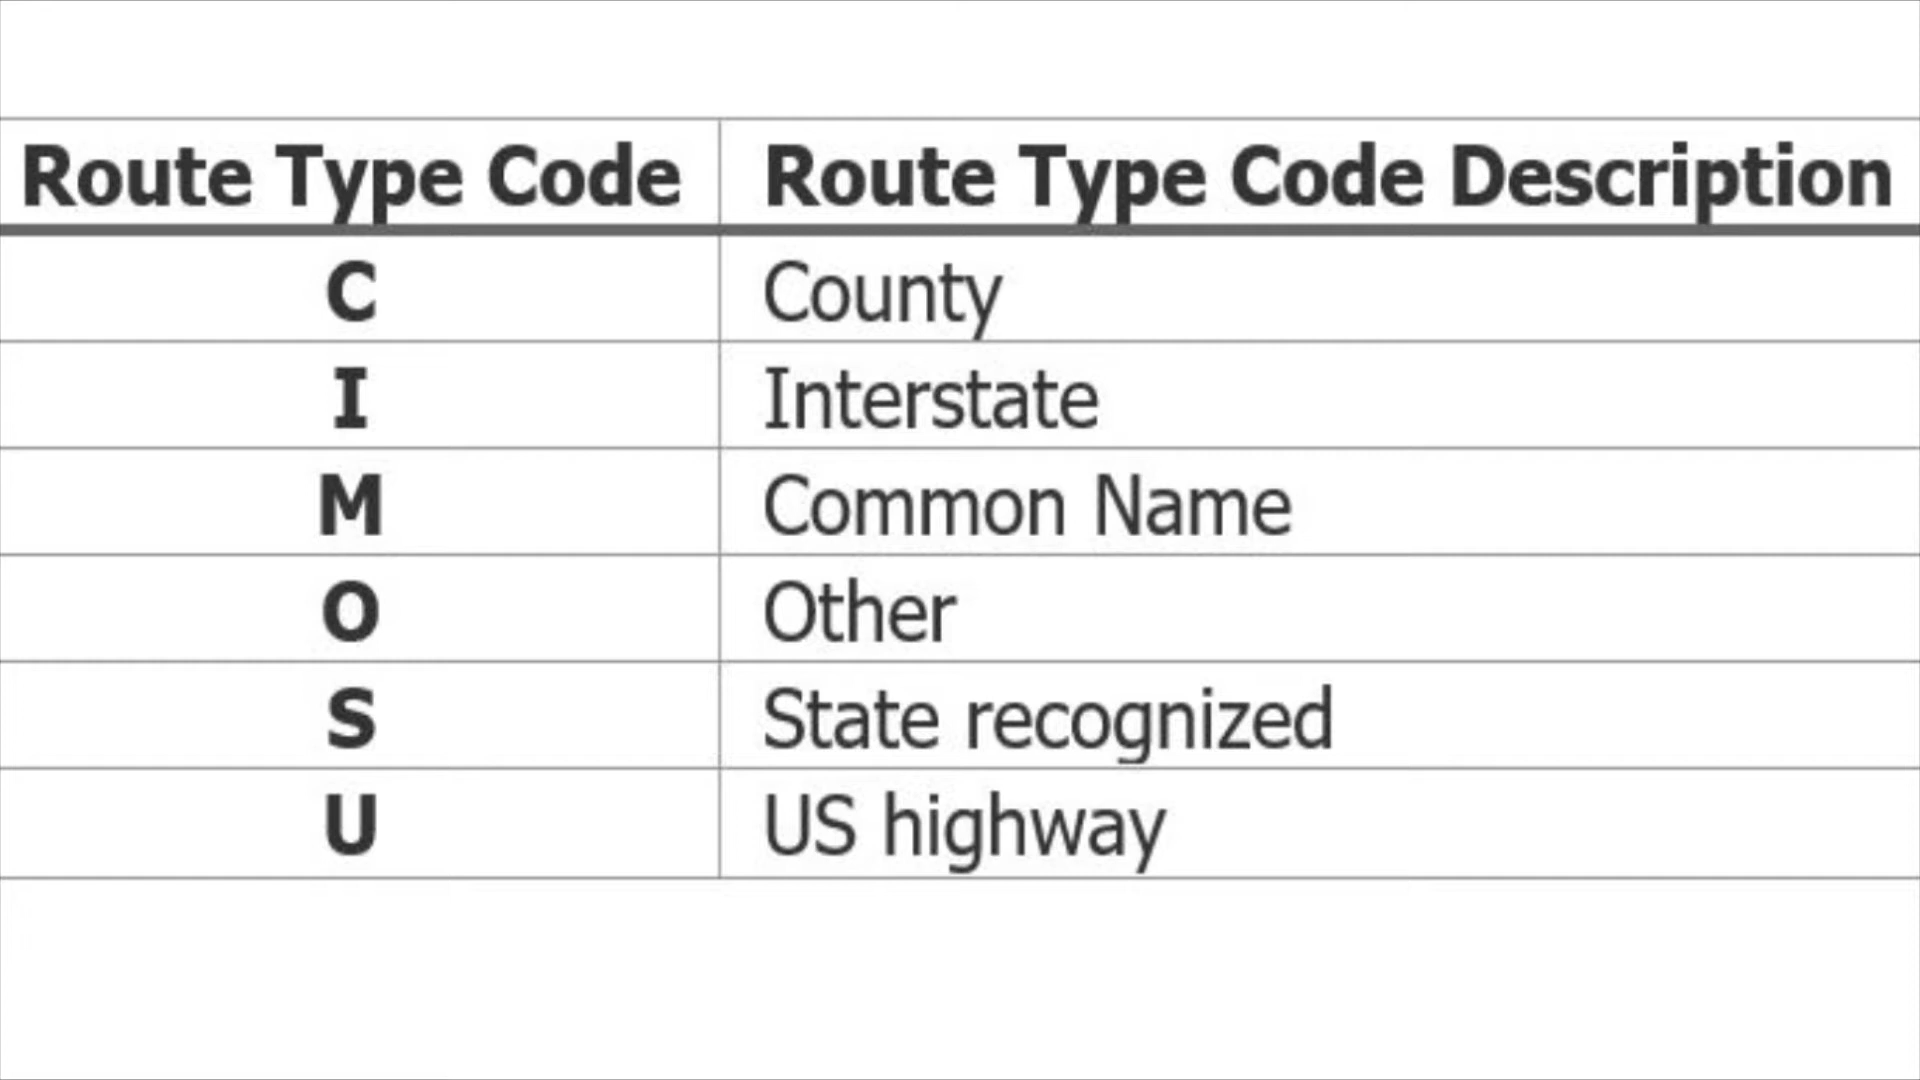 Route Type Code Route Type Code Description
C County
I Interstate
M Common Name
O Other
S State recognized
U US highway